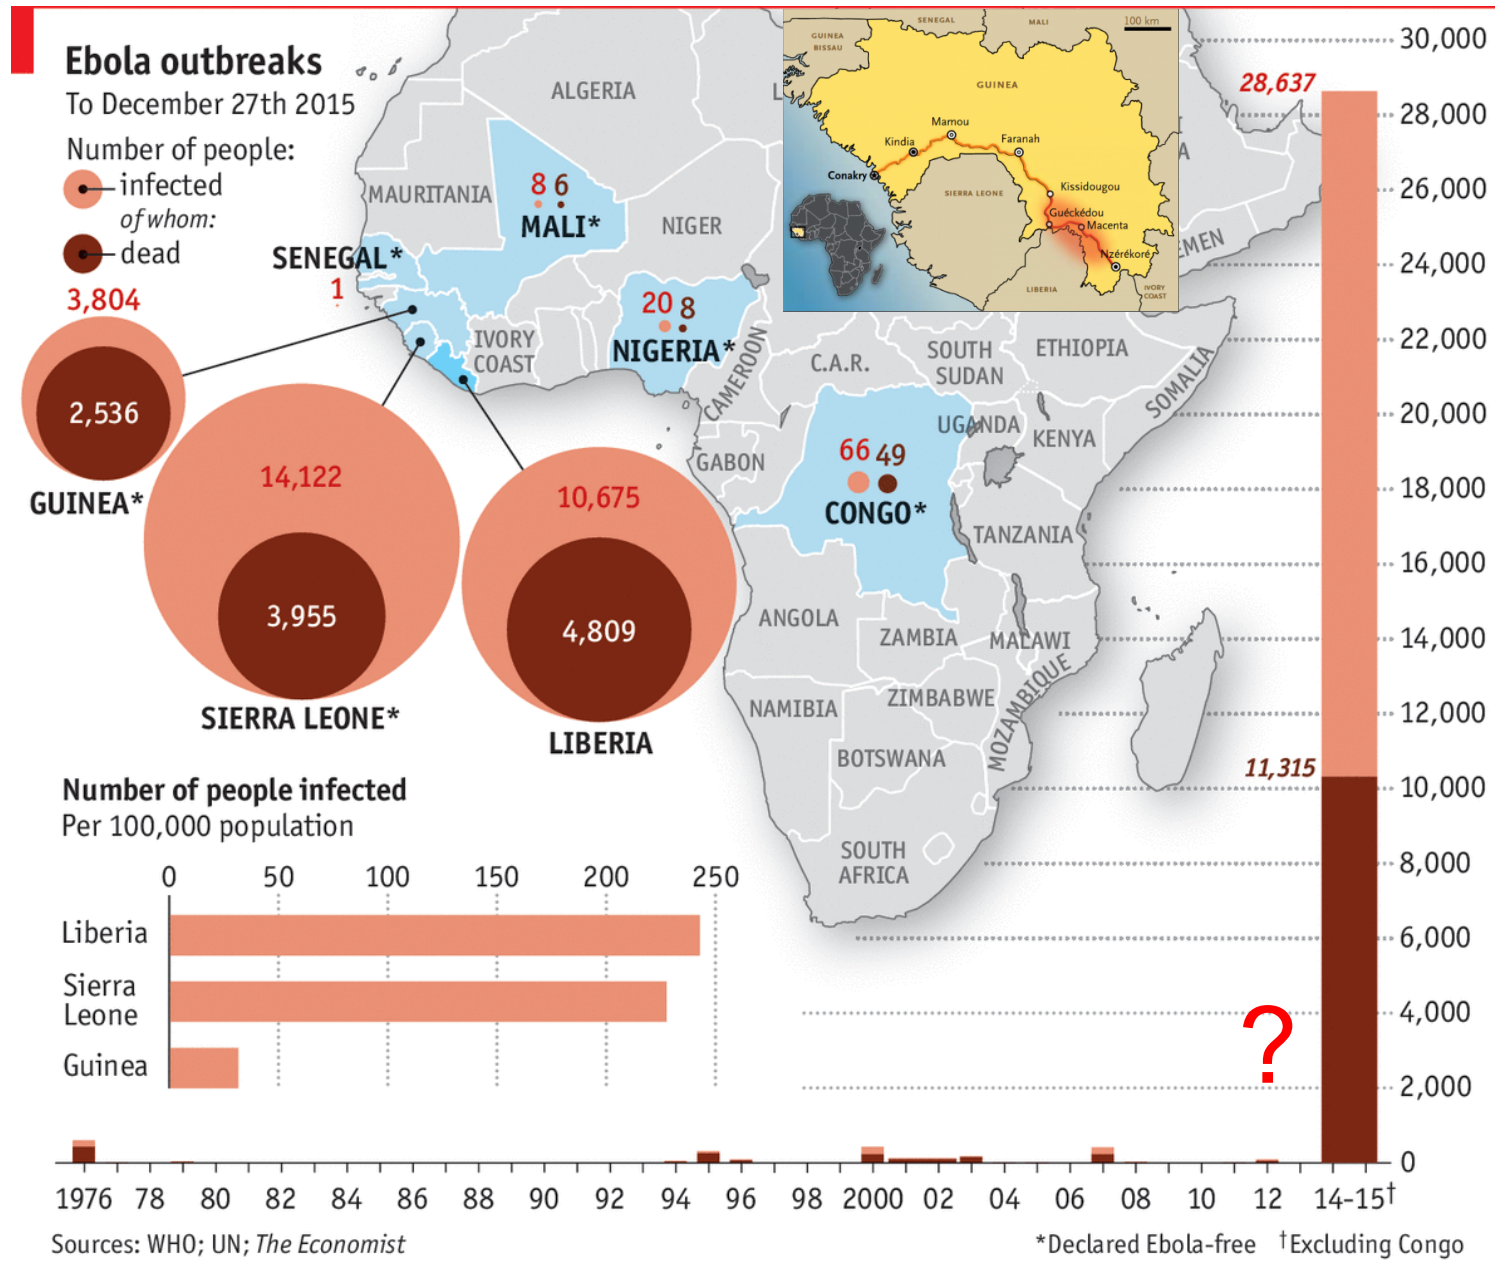 Ebola outbreaks
To December 27th 2015
Number of people:
infected
of whom:
dead
3,804
2,536
GUINEA*
14,122
3,955
SIERRA LEONE*
10,675
4,809
LIBERIA
SENEGAL*
1
8 6
MALI*
20 8
NIGERIA*
66 49
CONGO*
ALGERIA
L
MAURITANIA
NIGER
IVORY
COAST
CAMEROON
C.A.R.
SOUTH
SUDAN
ETHIOPIA
SOMALIA
UGANDA
KENYA
GABON
TANZANIA
ANGOLA
ZAMBIA
MALAWI
MOZAMBIQUE
ZIMBABWE
NAMIBIA
BOTSWANA
SOUTH
AFRICA
A
EMEN
SENEGAL
MALI
100 km
GUINEA
BISSAU
GUINEA
Mamou
Kindia
Faranah
Conakry
SIERRA LEONE
Kissidougou
Guéckédou
Macenta
Nzérékoré
LIBERIA
IVORY
COAST
28,637
11,315
30,000
28,000
26,000
24,000
22,000
20,000
18,000
16,000
14,000
12,000
10,000
8,000
6,000
4,000
2,000
0
?
Number of people infected
Per 100,000 population
0 50 100 150 200 250
Liberia
Sierra
Leone
Guinea
1976 78 80 82 84 86 88 90 92 94 96 98 2000 02 04 06 08 10 12 14-15†
Sources: WHO; UN; The Economist
*Declared Ebola-free †Excluding Congo